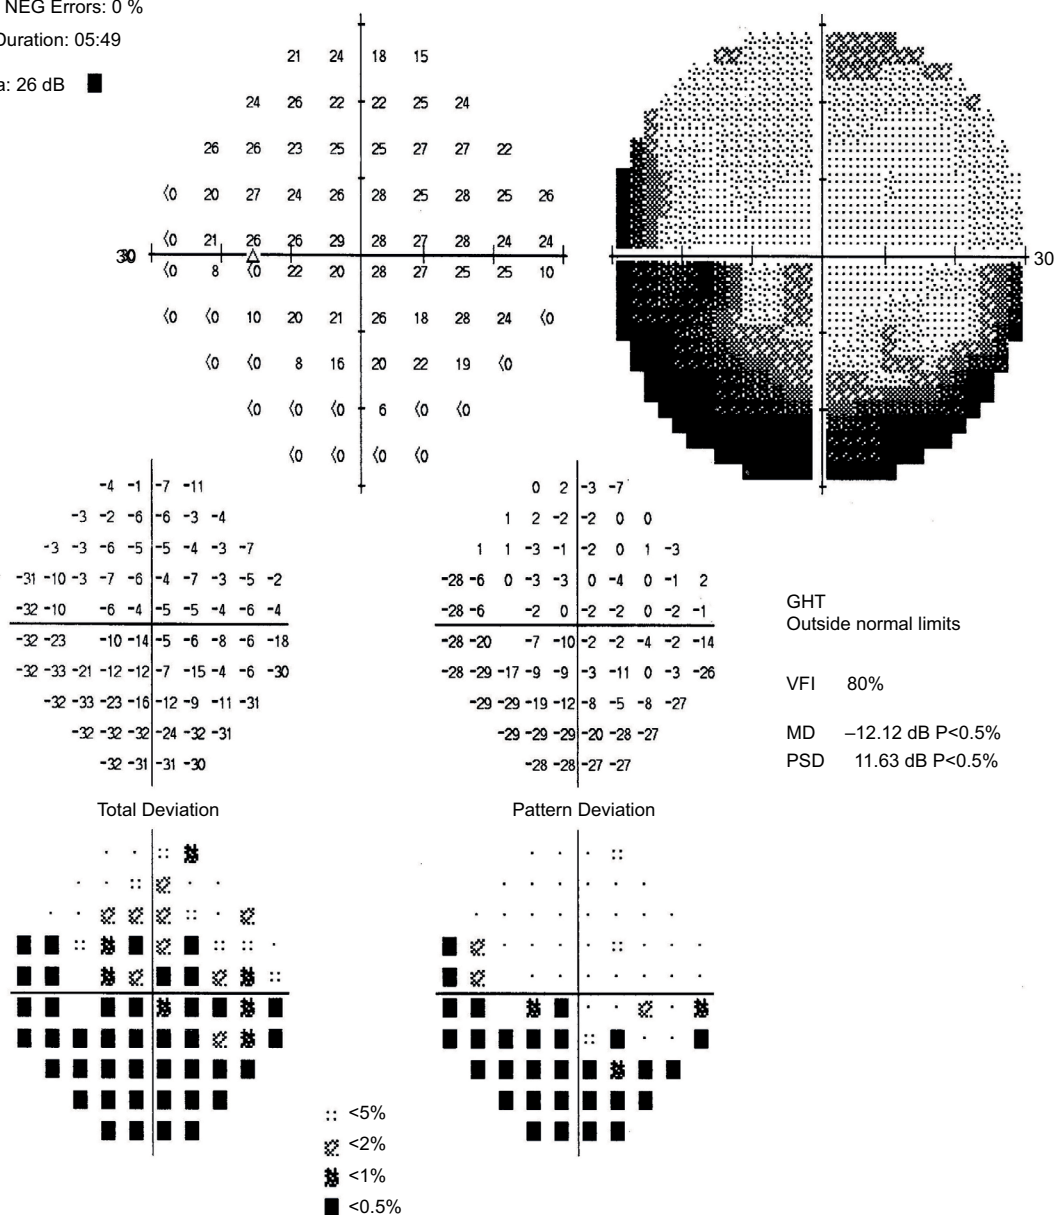 NEG Errors: 0 %
Duration: 05:49
a: 26 dB
21 24 18 15
24 26 22 22 25 24
26 26 23 25 25 27 27 22
⟨0 20 27 24 26 28 25 28 25 26
⟨0 21 26 26 29 28 27 28 24 24
30
30
⟨0 8 ⟨0 22 20 28 27 25 25 10
⟨0 ⟨0 10 20 21 26 18 28 24 ⟨0
⟨0 ⟨0 8 16 20 22 19 ⟨0
⟨0 ⟨0 ⟨0 6 ⟨0 ⟨0
⟨0 ⟨0 ⟨0 ⟨0
-4 -1 -7 -11
-3 -2 -6 -6 -3 -4
-3 -3 -6 -5 -5 -4 -3 -7
-31 -10 -3 -7 -6 -4 -7 -3 -5 -2
-32 -10 -6 -4 -5 -5 -4 -6 -4
-32 -23 -10 -14 -5 -6 -8 -6 -18
-32 -33 -21 -12 -12 -7 -15 -4 -6 -30
-32 -33 -23 -16 -12 -9 -11 -31
-32 -32 -32 -24 -32 -31
-32 -31 -31 -30
Total Deviation
0 2 -3 -7
1 2 -2 -2 0 0
1 1 -3 -1 -2 0 1 -3
-28 -6 0 -3 -3 0 -4 0 -1 2
-28 -6 -2 0 -2 -2 0 -2 -1
-28 -20 -7 -10 -2 -2 -4 -2 -14
-28 -29 -17 -9 -9 -3 -11 0 -3 -26
-29 -29 -19 -12 -8 -5 -8 -27
-29 -29 -29 -20 -28 -27
-28 -28 -27 -27
Pattern Deviation
GHT
Outside normal limits
VFI 80%
MD –12.12 dB P<0.5%
PSD 11.63 dB P<0.5%
<5%
<2%
<1%
<0.5%